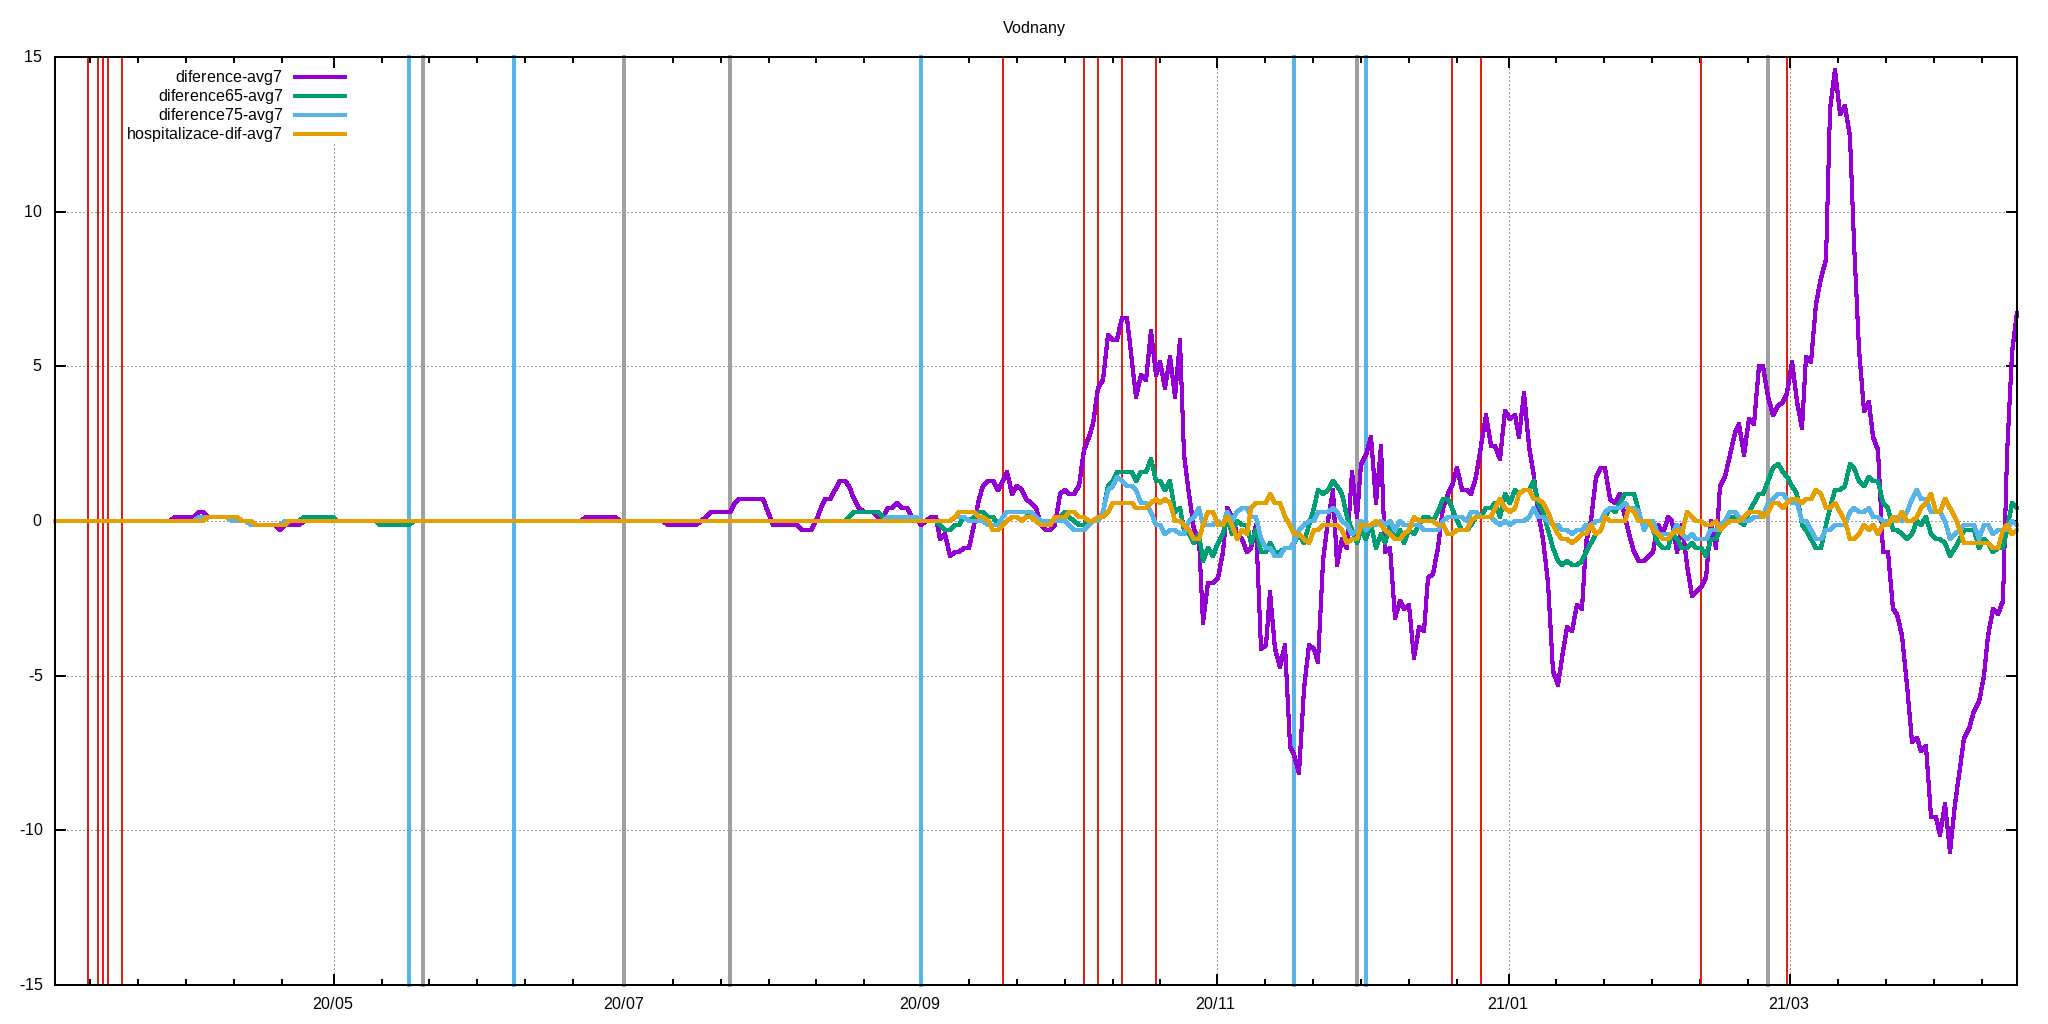 Vodnany
diference-avg7
diference65-avg7
diference75-avg7
hospitalizace-dif-avg7
15
10
5
0
-5
-10
-15
20/05 20/07 20/09 20/11 21/01 21/03